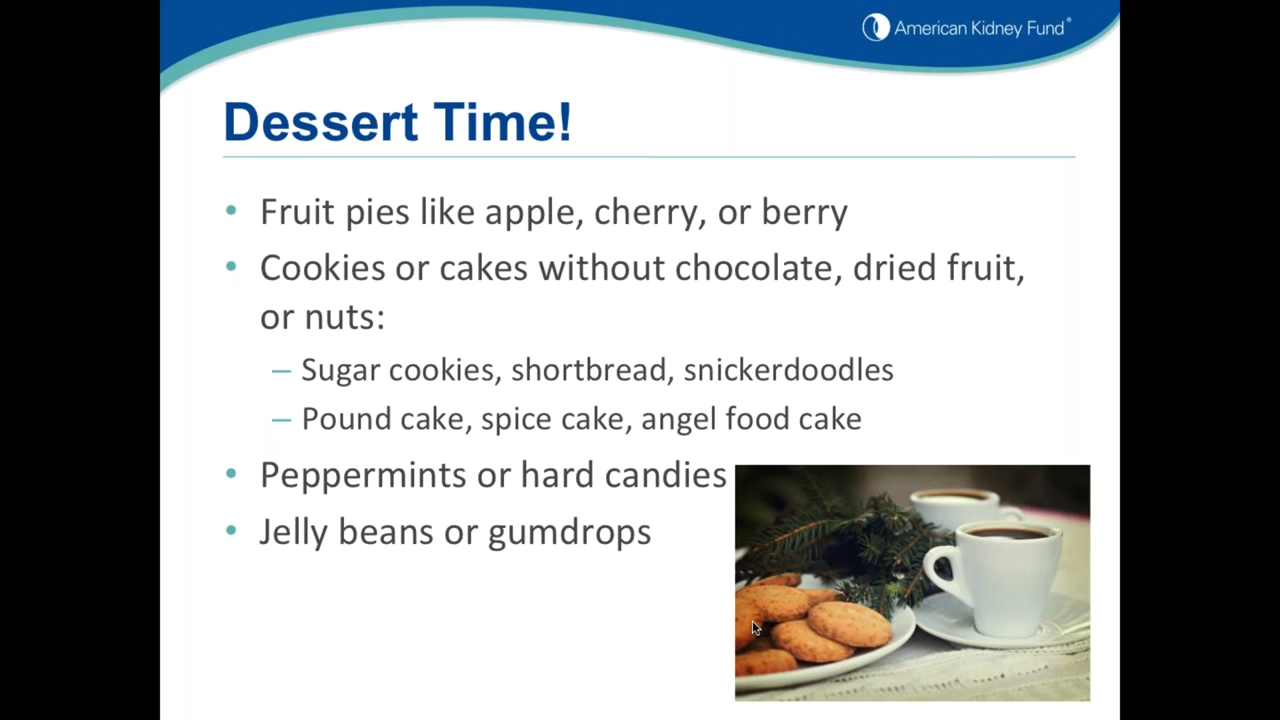 American Kidney Fund®
Dessert Time!
• Fruit pies like apple, cherry, or berry
• Cookies or cakes without chocolate, dried fruit,
or nuts:
– Sugar cookies, shortbread, snickerdoodles
– Pound cake, spice cake, angel food cake
• Peppermints or hard candies
• Jelly beans or gumdrops